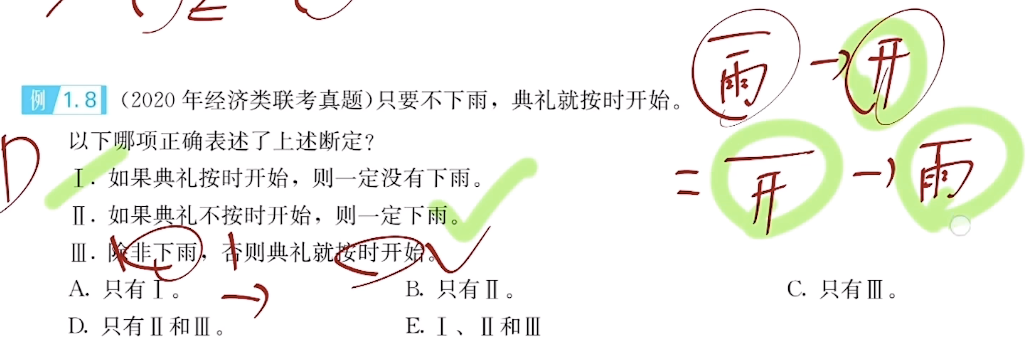 雨 → 开
例 1.8 （2020 年经济类联考真题）只要不下雨，典礼就按时开始。
以下哪项正确表述了上述断定？
= 开 → 雨
D
Ⅰ. 如果典礼按时开始，则一定没有下雨。
Ⅱ. 如果典礼不按时开始，则一定下雨。
Ⅲ. 除非下雨，否则典礼就按时开始。
A. 只有Ⅰ。 B. 只有Ⅱ。 C. 只有Ⅲ。
→
D. 只有Ⅱ和Ⅲ。 E. Ⅰ、Ⅱ和Ⅲ